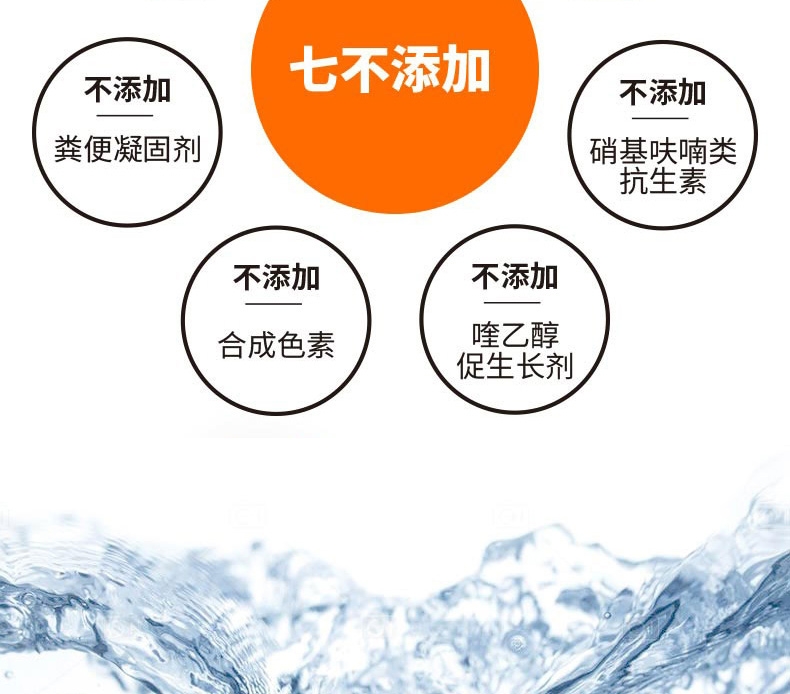 七不添加
不添加
粪便凝固剂
不添加
硝基呋喃类
抗生素
不添加
合成色素
不添加
喹乙醇
促生长剂